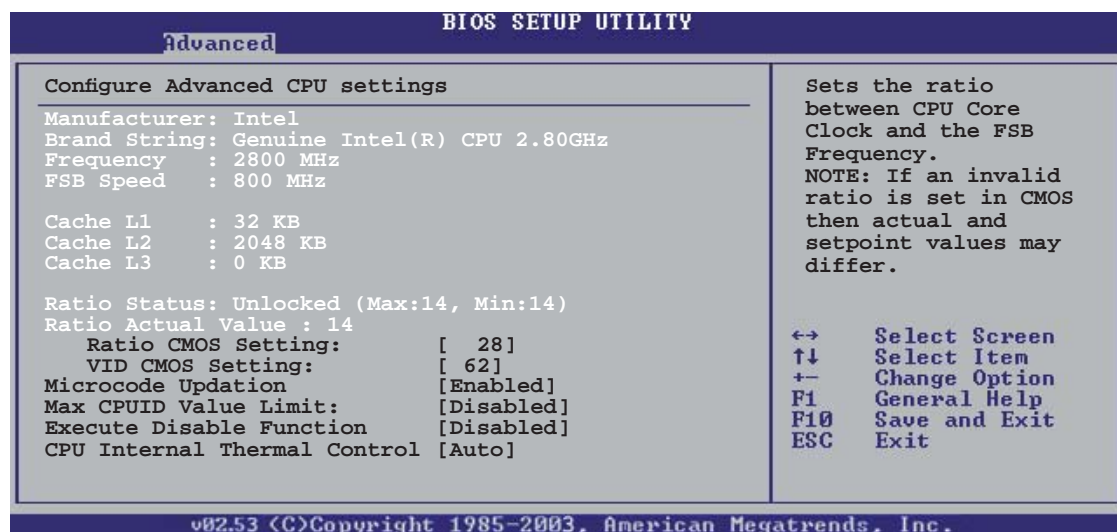 BIOS SETUP UTILITY
Advanced
Configure Advanced CPU settings
Manufacturer: Intel
Brand String: Genuine Intel(R) CPU 2.80GHz
Frequency : 2800 MHz
FSB Speed : 800 MHz
Cache L1 : 32 KB
Cache L2 : 2048 KB
Cache L3 : 0 KB
Ratio Status: Unlocked (Max:14, Min:14)
Ratio Actual Value : 14
Ratio CMOS Setting: [ 28]
VID CMOS Setting: [ 62]
Microcode Updation [Enabled]
Max CPUID Value Limit: [Disabled]
Execute Disable Function [Disabled]
CPU Internal Thermal Control [Auto]
Sets the ratio
between CPU Core
Clock and the FSB
Frequency.
NOTE: If an invalid
ratio is set in CMOS
then actual and
setpoint values may
differ.
←→ Select Screen
↑↓ Select Item
+- Change Option
F1 General Help
F10 Save and Exit
ESC Exit
v02.53 (C)Copyright 1985-2003, American Megatrends, Inc.